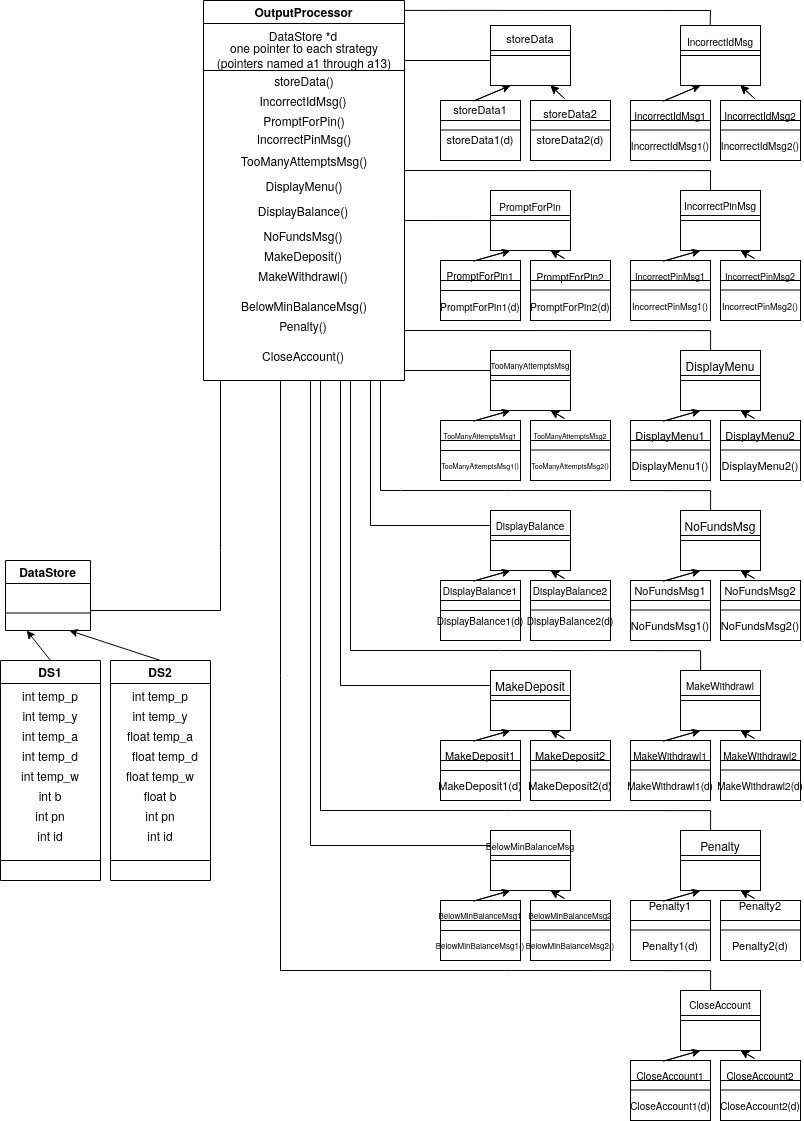 OutputProcessor
DataStore *d
one pointer to each strategy
(pointers named a1 through a13)
storeData()
IncorrectIdMsg()
PromptForPin()
IncorrectPinMsg()
TooManyAttemptsMsg()
DisplayMenu()
DisplayBalance()
NoFundsMsg()
MakeDeposit()
MakeWithdrawl()
BelowMinBalanceMsg()
Penalty()
CloseAccount()
storeData
storeData1
storeData1(d)
storeData2
storeData2(d)
IncorrectIdMsg
IncorrectIdMsg1
IncorrectIdMsg1()
IncorrectIdMsg2
IncorrectIdMsg2()
PromptForPin
PromptForPin1
PromptForPin1(d)
PromptForPin2
PromptForPin2(d)
IncorrectPinMsg
IncorrectPinMsg1
IncorrectPinMsg1()
IncorrectPinMsg2
IncorrectPinMsg2()
TooManyAttemptsMsg
TooManyAttemptsMsg1
TooManyAttemptsMsg1()
TooManyAttemptsMsg2
TooManyAttemptsMsg2()
DisplayMenu
DisplayMenu1
DisplayMenu1()
DisplayMenu2
DisplayMenu2()
DisplayBalance
DisplayBalance1
DisplayBalance1(d)
DisplayBalance2
DisplayBalance2(d)
NoFundsMsg
NoFundsMsg1
NoFundsMsg1()
NoFundsMsg2
NoFundsMsg2()
DataStore
DS1
int temp_p
int temp_y
int temp_a
int temp_d
int temp_w
int b
int pn
int id
DS2
int temp_p
int temp_y
float temp_a
float temp_d
float temp_w
float b
int pn
int id
MakeDeposit
MakeDeposit1
MakeDeposit1(d)
MakeDeposit2
MakeDeposit2(d)
MakeWithdrawl
MakeWithdrawl1
MakeWithdrawl1(d)
MakeWithdrawl2
MakeWithdrawl2(d)
BelowMinBalanceMsg
BelowMinBalanceMsg1
BelowMinBalanceMsg1()
BelowMinBalanceMsg2
BelowMinBalanceMsg2()
Penalty
Penalty1
Penalty1(d)
Penalty2
Penalty2(d)
CloseAccount
CloseAccount1
CloseAccount1(d)
CloseAccount2
CloseAccount2(d)